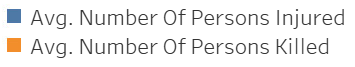 Avg. Number Of Persons Injured
Avg. Number Of Persons Killed